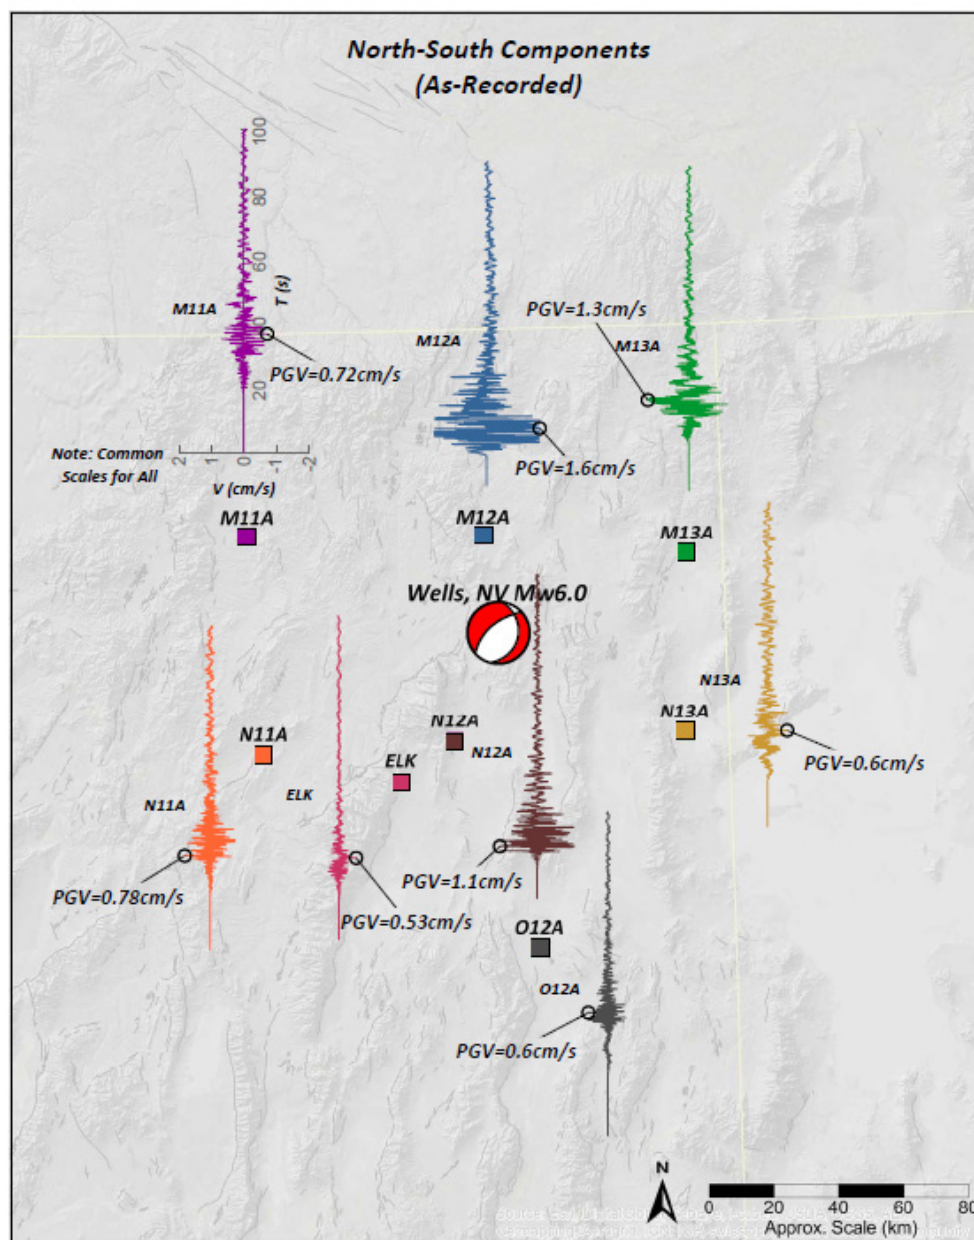 North-South Components
(As-Recorded)
100
80
60
T (s)
M11A
40
PGV=0.72cm/s
20
Note: Common
Scales for All
2 1 0 -1 -2
V (cm/s)
M12A
PGV=1.6cm/s
PGV=1.3cm/s
M13A
M11A
M12A
M13A
Wells, NV Mw6.0
N13A
N13A
PGV=0.6cm/s
N11A
N12A
N12A
ELK
ELK
N11A
PGV=0.78cm/s
PGV=0.53cm/s
PGV=1.1cm/s
O12A
O12A
PGV=0.6cm/s
N
0 20 40 60 80
Approx. Scale (km)